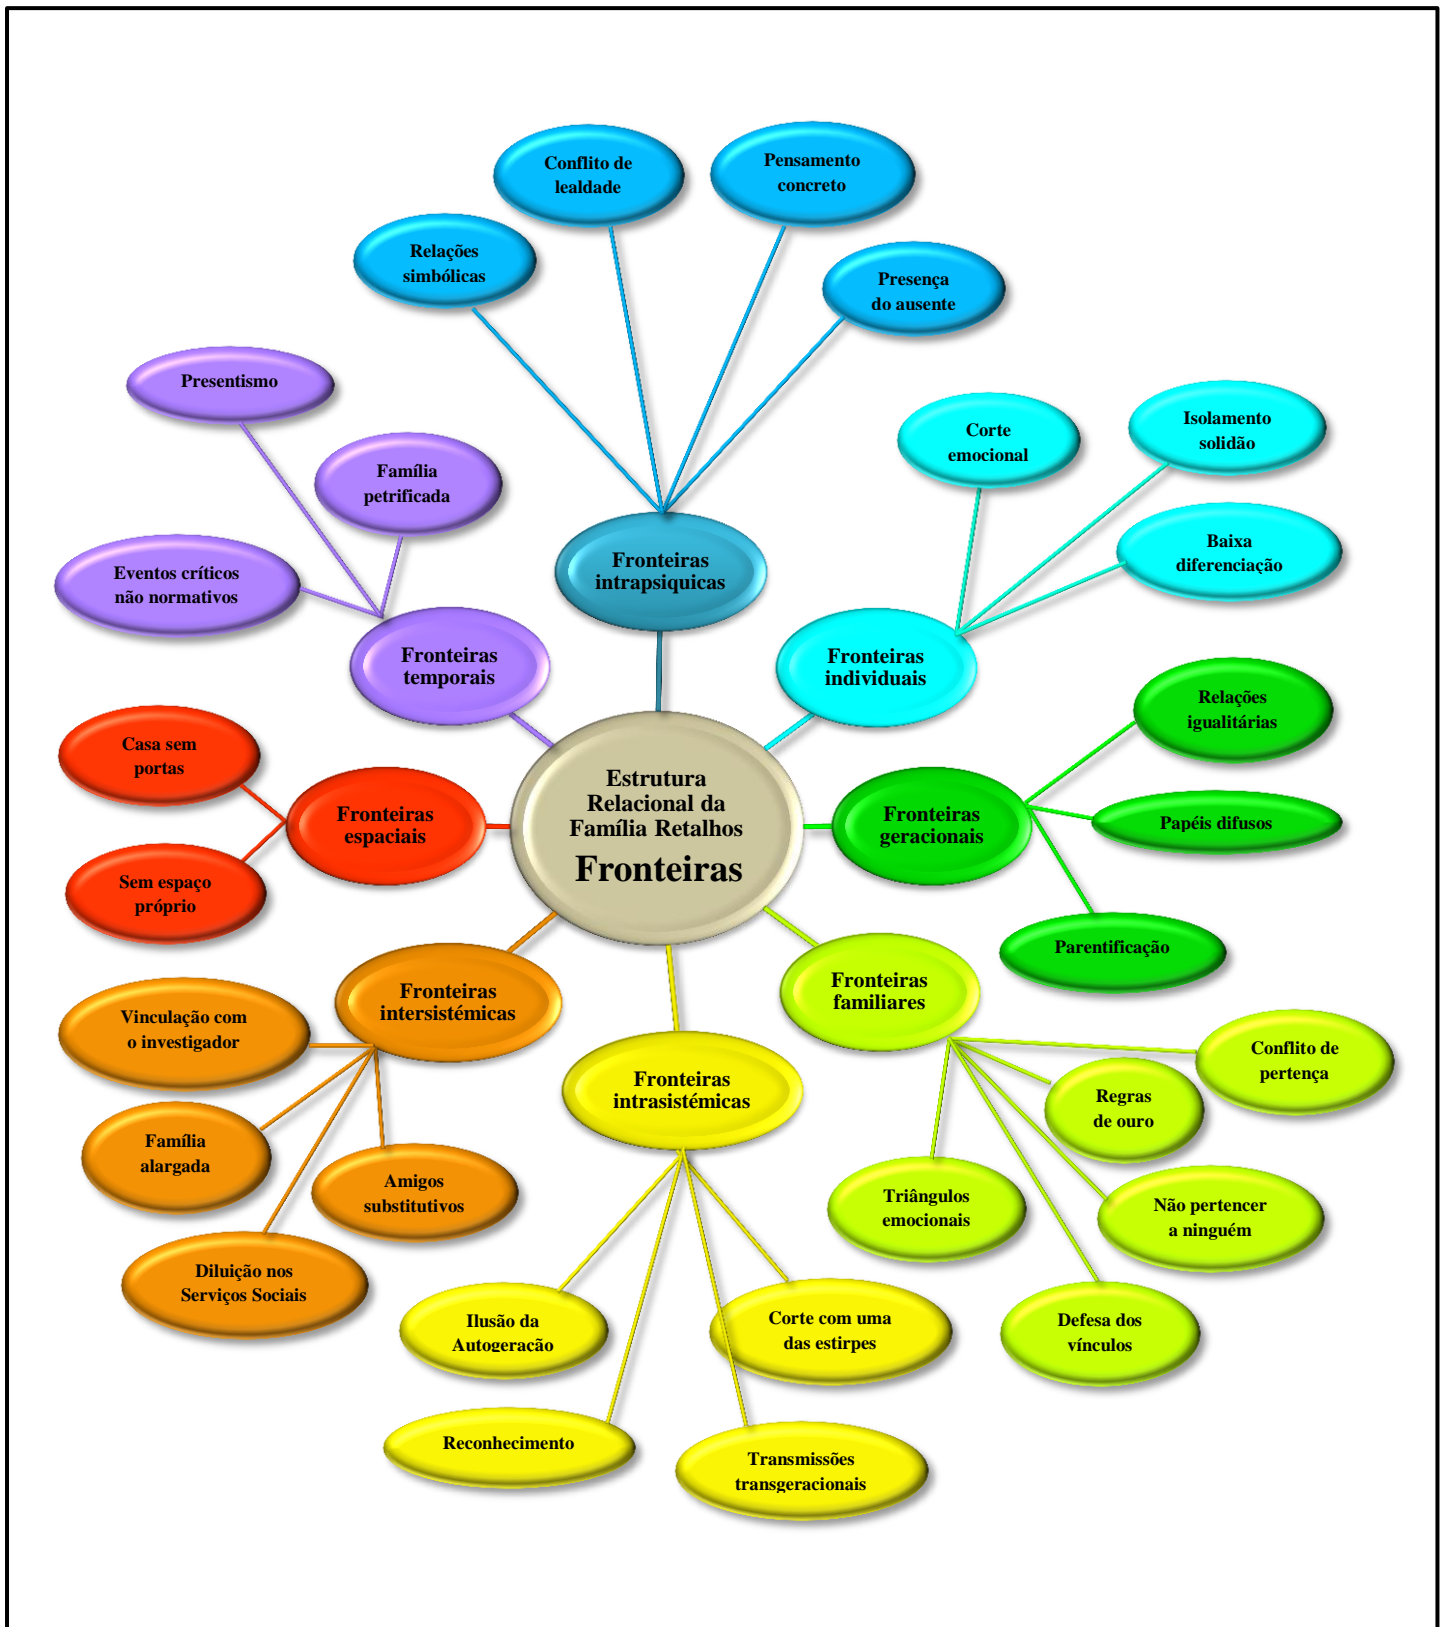 Conflito de
lealdade
Pensamento
concreto
Relações
simbólicas
Presença
do ausente
Presentismo
Família
petrificada
Eventos críticos
não normativos
Corte
emocional
Isolamento
solidão
Baixa
diferenciação
Fronteiras
intrapsiquicas
Fronteiras
temporais
Fronteiras
individuais
Relações
igualitárias
Casa sem
portas
Fronteiras
espaciais
Estrutura
Relacional da
Família Retalhos
Fronteiras
Fronteiras
geracionais
Papéis difusos
Sem espaço
próprio
Parentificação
Fronteiras
intersistémicas
Fronteiras
familiares
Vinculação com
o investigador
Fronteiras
intrasistémicas
Conflito de
pertença
Regras
de ouro
Família
alargada
Amigos
substitutivos
Triângulos
emocionais
Não pertencer
a ninguém
Diluição nos
Serviços Sociais
Ilusão da
Autogeração
Corte com uma
das estirpes
Defesa dos
vínculos
Reconhecimento
Transmissões
transgeracionais